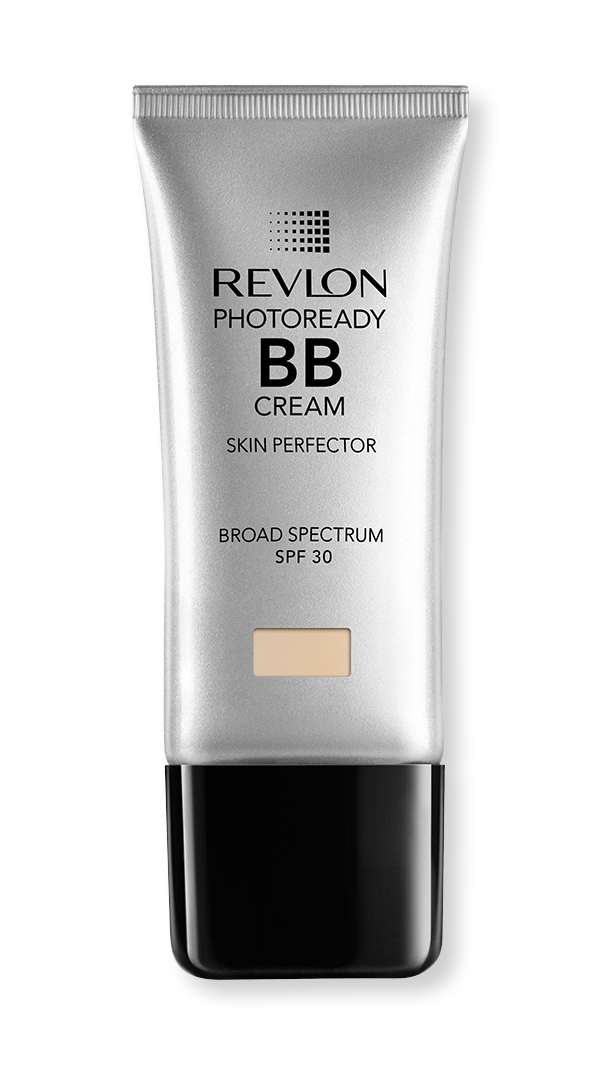 REVLON
PHOTOREADY
BB
CREAM
SKIN PERFECTOR
BROAD SPECTRUM
SPF 30